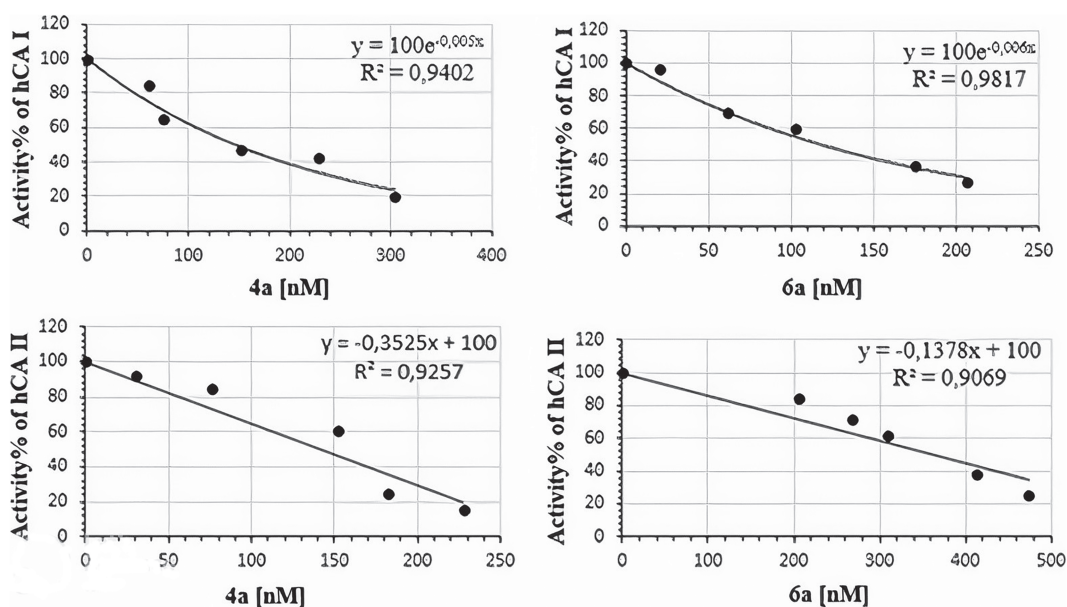 Activity% of hCA I
120
100
80
60
40
20
0
y = 100e^-0,005x
R² = 0,9402
0 100 200 300 400
4a [nM]
Activity% of hCA I
120
100
80
60
40
20
0
y = 100e^-0,006x
R² = 0,9817
0 50 100 150 200 250
6a [nM]
Activity% of hCA II
120
100
80
60
40
20
0
y = -0,3525x + 100
R² = 0,9257
0 50 100 150 200 250
4a [nM]
Activity% of hCA II
120
100
80
60
40
20
0
y = -0,1378x + 100
R² = 0,9069
0 100 200 300 400 500
6a [nM]